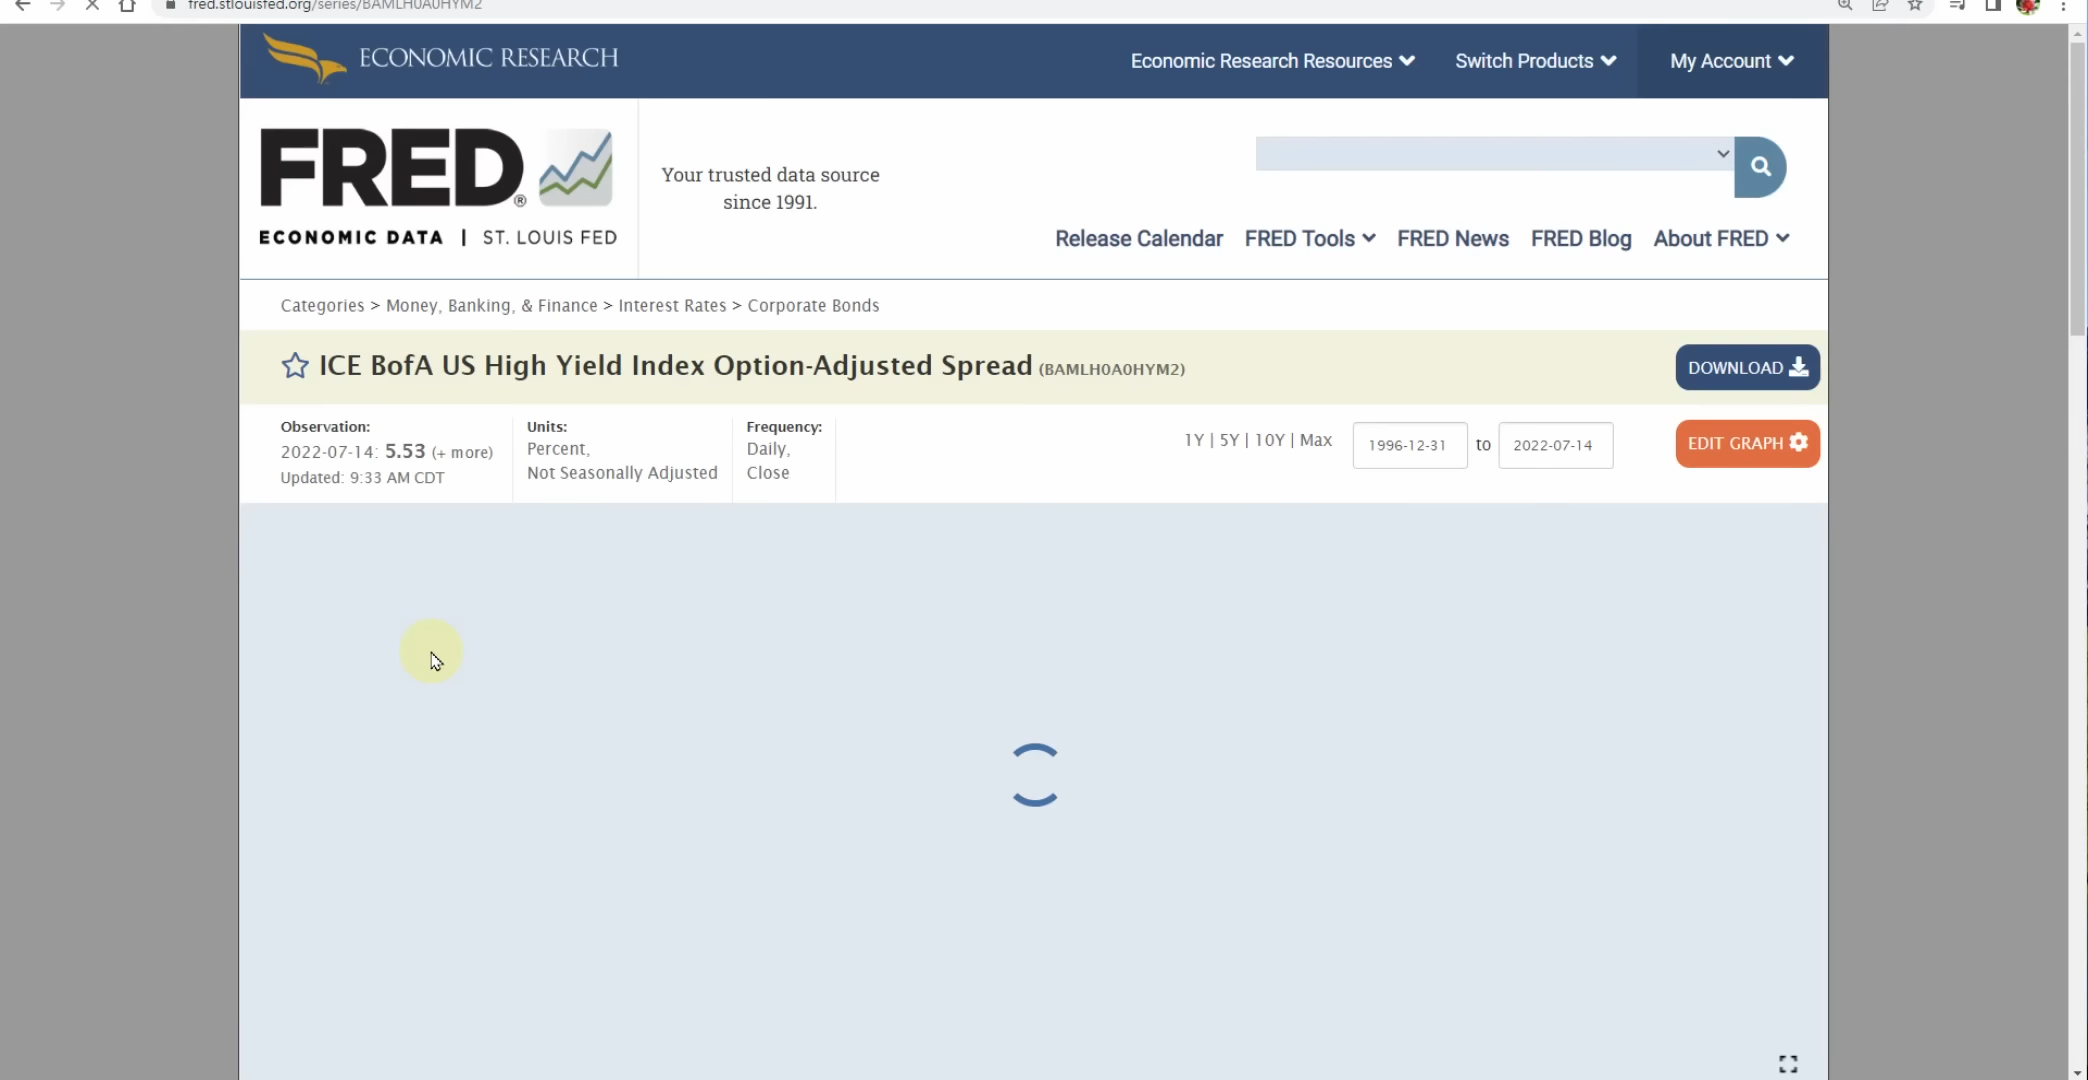 fred.stlouisfed.org/series/BAMLH0A0HYM2
ECONOMIC RESEARCH
Economic Research Resources
Switch Products
My Account
FRED®
ECONOMIC DATA | ST. LOUIS FED
Your trusted data source
since 1991.
Release Calendar
FRED Tools
FRED News
FRED Blog
About FRED
Categories > Money, Banking, & Finance > Interest Rates > Corporate Bonds
ICE BofA US High Yield Index Option-Adjusted Spread (BAMLH0A0HYM2)
DOWNLOAD
Observation:
2022-07-14: 5.53 (+ more)
Updated: 9:33 AM CDT
Units:
Percent,
Not Seasonally Adjusted
Frequency:
Daily,
Close
1Y | 5Y | 10Y | Max
1996-12-31 to 2022-07-14
EDIT GRAPH